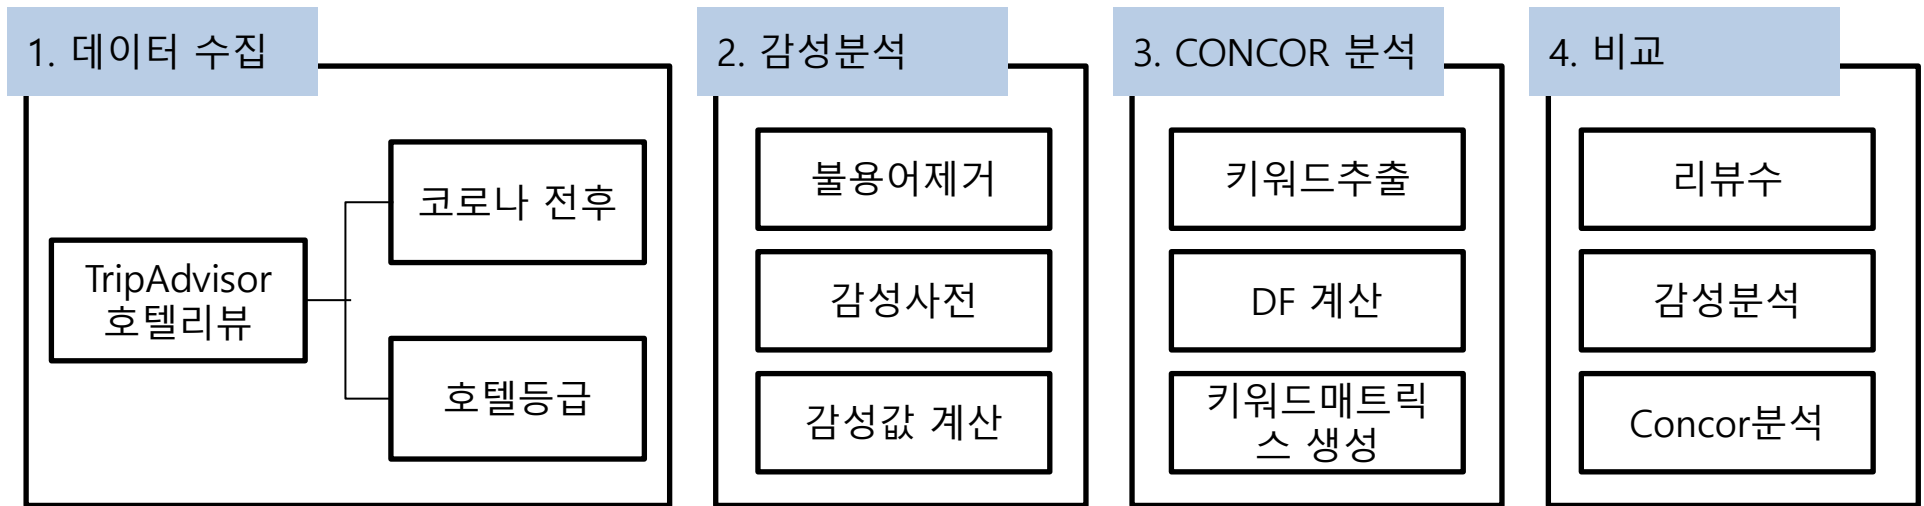 1. 데이터 수집
TripAdvisor
호텔리뷰
코로나 전후
호텔등급
2. 감성분석
불용어제거
감성사전
감성값 계산
3. CONCOR 분석
키워드추출
DF 계산
키워드매트릭
스 생성
4. 비교
리뷰수
감성분석
Concor분석